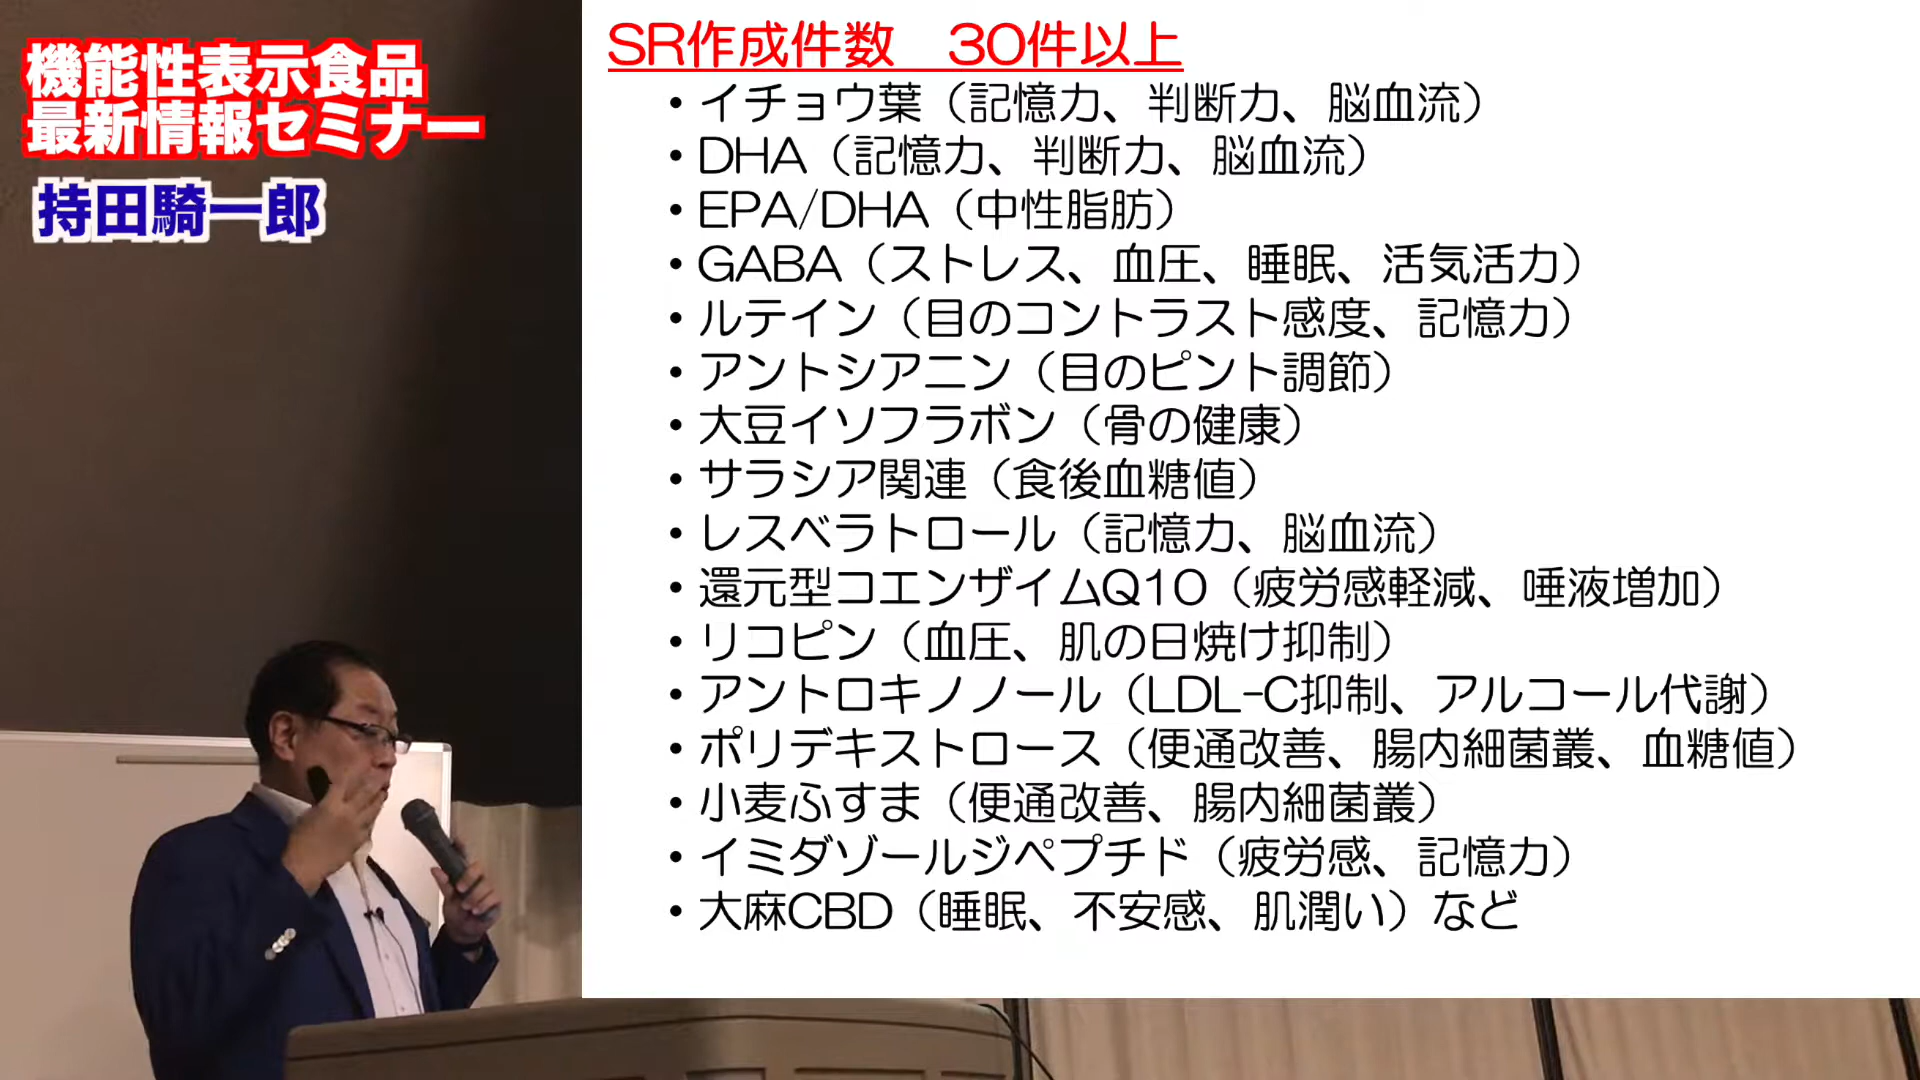 機能性表示食品
最新情報セミナー
持田騎一郎
SR作成件数　30件以上
・イチョウ葉（記憶力、判断力、脳血流）
・DHA（記憶力、判断力、脳血流）
・EPA/DHA（中性脂肪）
・GABA（ストレス、血圧、睡眠、活気活力）
・ルテイン（目のコントラスト感度、記憶力）
・アントシアニン（目のピント調節）
・大豆イソフラボン（骨の健康）
・サラシア関連（食後血糖値）
・レスベラトロール（記憶力、脳血流）
・還元型コエンザイムQ10（疲労感軽減、唾液増加）
・リコピン（血圧、肌の日焼け抑制）
・アントロキノノール（LDL-C抑制、アルコール代謝）
・ポリデキストロース（便通改善、腸内細菌叢、血糖値）
・小麦ふすま（便通改善、腸内細菌叢）
・イミダゾールジペプチド（疲労感、記憶力）
・大麻CBD（睡眠、不安感、肌潤い）など